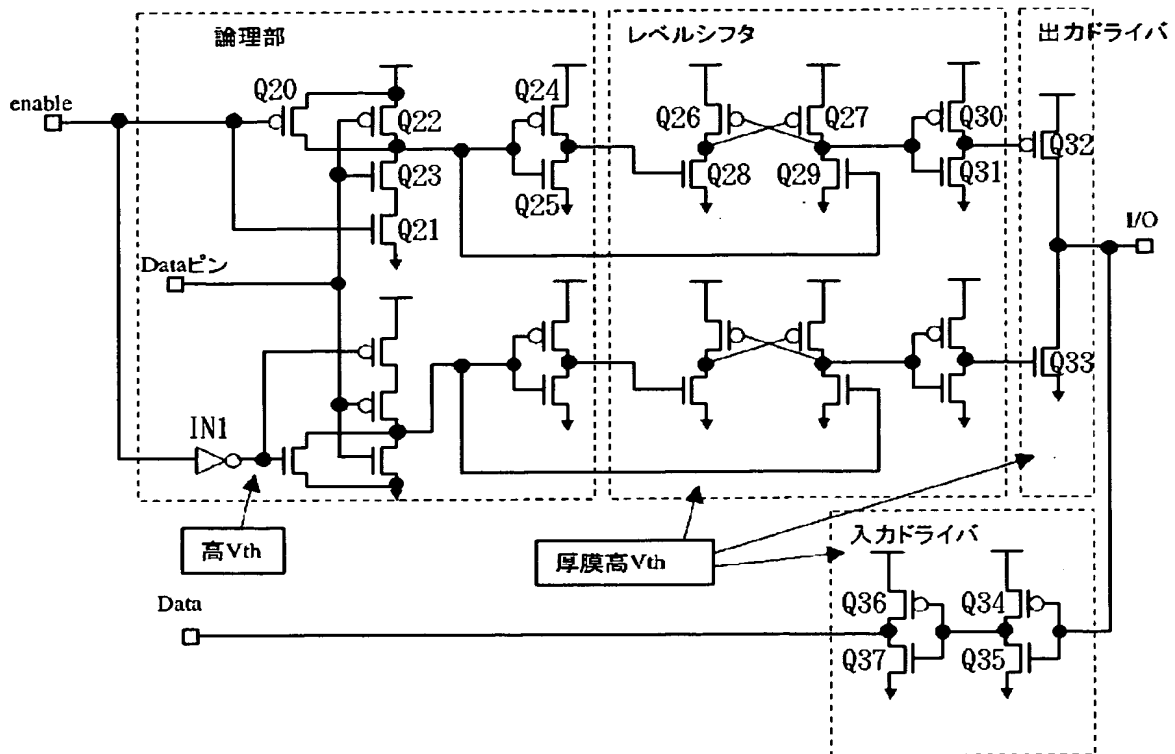 論理部
レベルシフタ
出力ドライバ
enable
Q20
Q22
Q23
Q21
Q24
Q25
Q26
Q27
Q28
Q29
Q30
Q31
Q32
I/O
Dataピン
IN1
Q33
高Vth
厚膜高Vth
入力ドライバ
Data
Q36
Q34
Q37
Q35